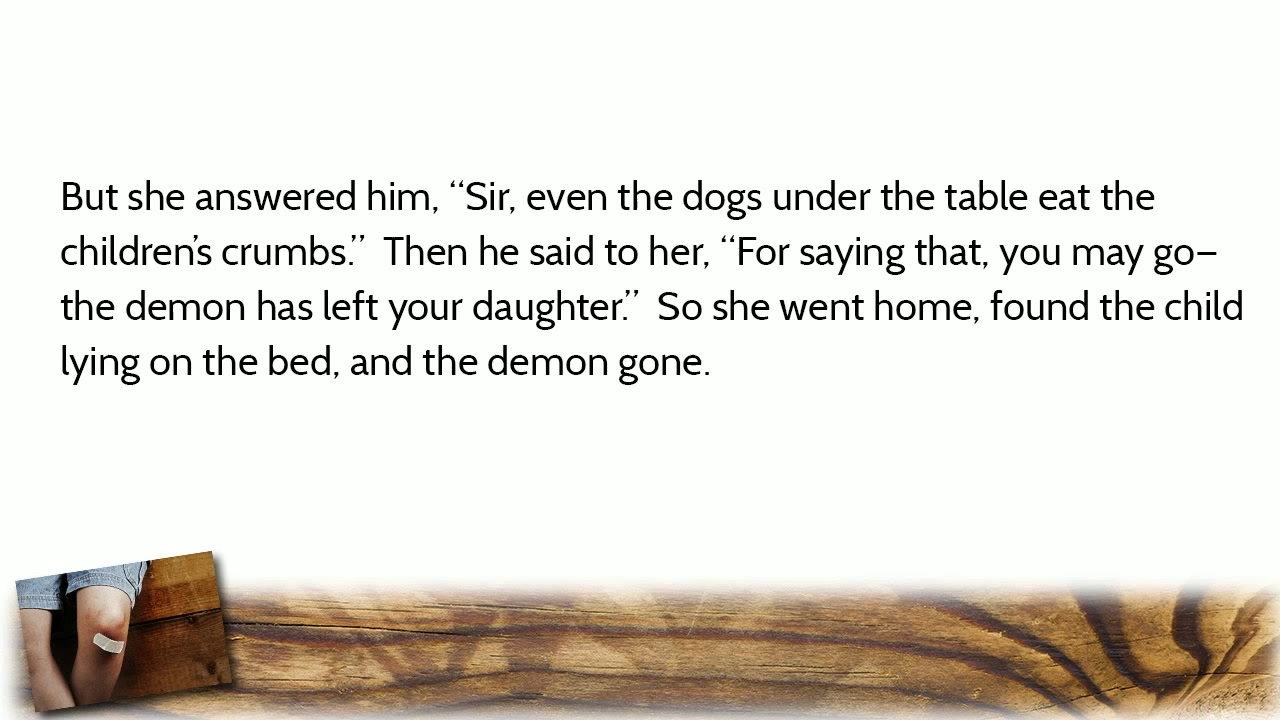 But she answered him, “Sir, even the dogs under the table eat the
children’s crumbs.”  Then he said to her, “For saying that, you may go–
the demon has left your daughter.”  So she went home, found the child
lying on the bed, and the demon gone.